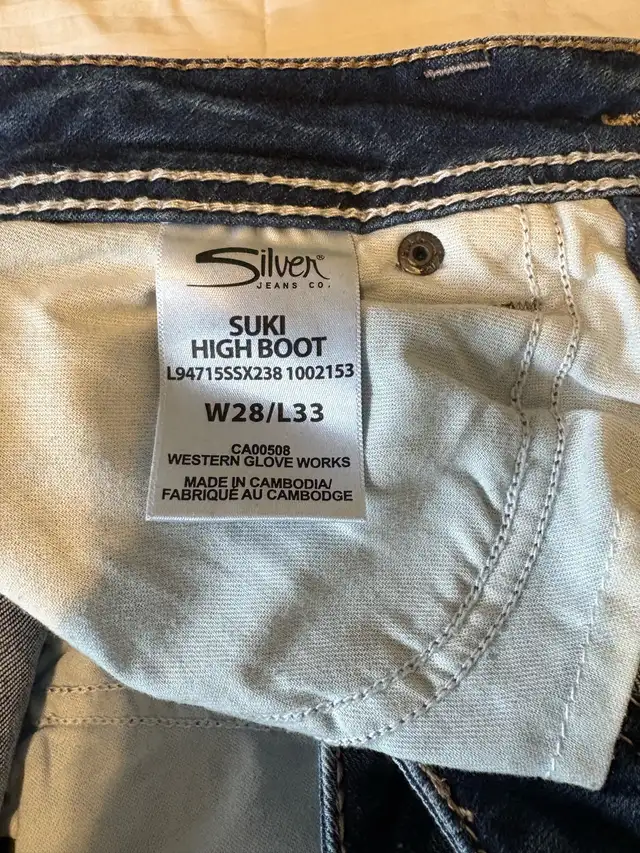 Silver®
JEANS CO.
SUKI
HIGH BOOT
L94715SSX238 1002153
W28/L33
CA00508
WESTERN GLOVE WORKS
MADE IN CAMBODIA/
FABRIQUÉ AU CAMBODGE